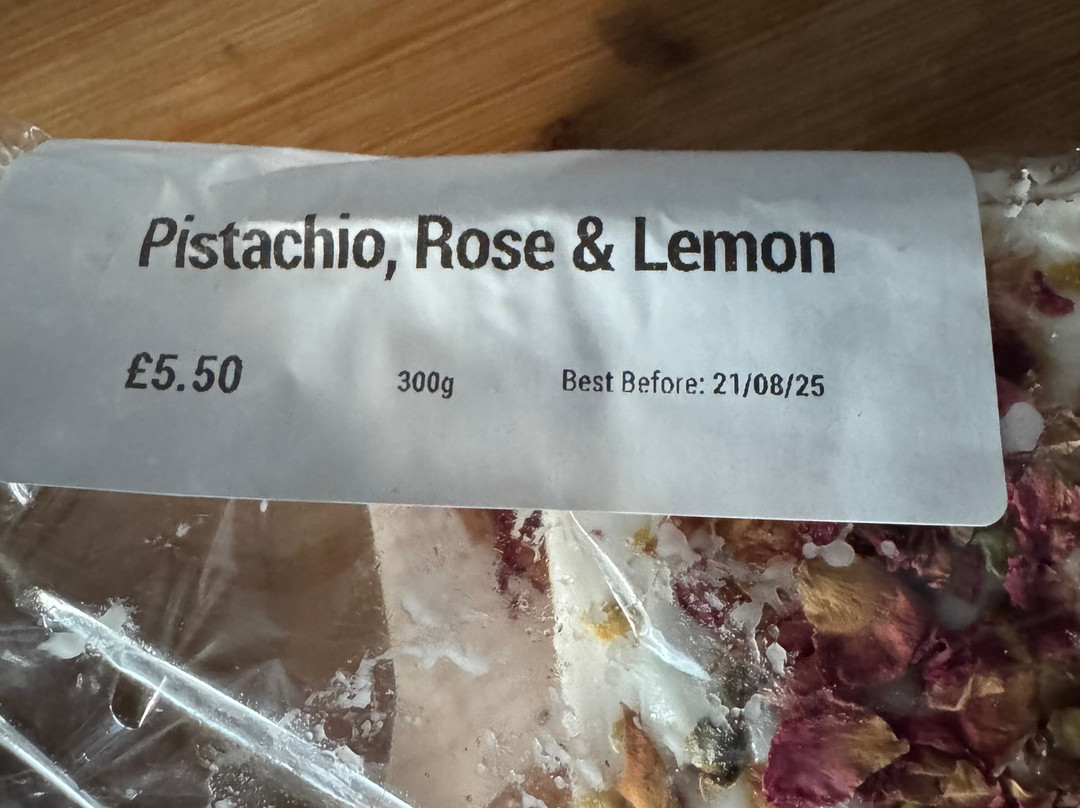 Pistachio, Rose & Lemon
£5.50 300g Best Before: 21/08/25